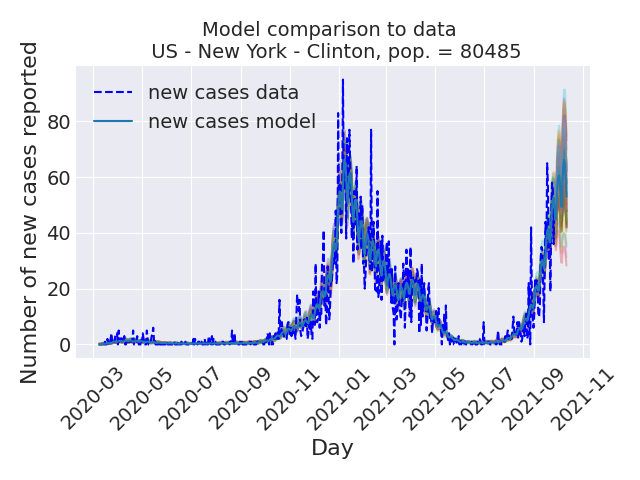 Model comparison to data
US - New York - Clinton, pop. = 80485
Number of new cases reported
new cases data
new cases model
80
60
40
20
0
2020-03
2020-05
2020-07
2020-09
2020-11
2021-01
2021-03
2021-05
2021-07
2021-09
2021-11
Day